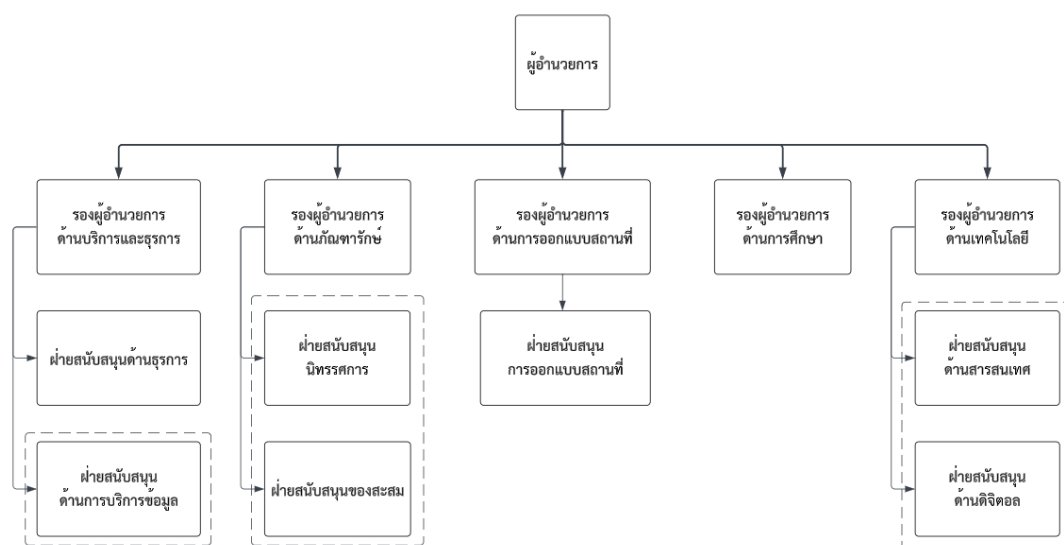 ผู้อำนวยการ
รองผู้อำนวยการ
ด้านบริการและธุรการ
รองผู้อำนวยการ
ด้านภัณฑารักษ์
รองผู้อำนวยการ
ด้านการออกแบบสถานที่
รองผู้อำนวยการ
ด้านการศึกษา
รองผู้อำนวยการ
ด้านเทคโนโลยี
ฝ่ายสนับสนุนด้านธุรการ
ฝ่ายสนับสนุน
นิทรรศการ
ฝ่ายสนับสนุน
การออกแบบสถานที่
ฝ่ายสนับสนุน
ด้านสารสนเทศ
ฝ่ายสนับสนุน
ด้านการบริการข้อมูล
ฝ่ายสนับสนุนของสะสม
ฝ่ายสนับสนุน
ด้านดิจิตอล